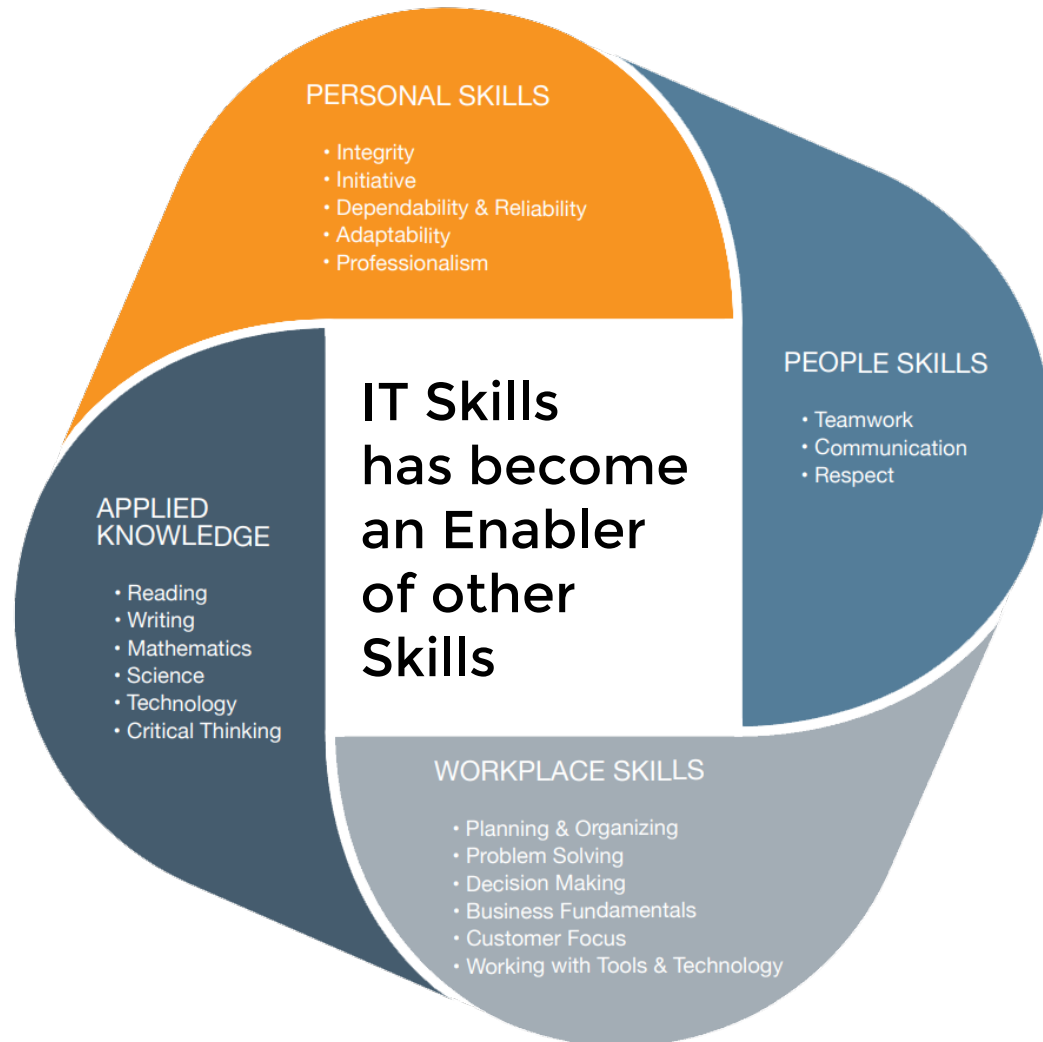 PERSONAL SKILLS
• Integrity
• Initiative
• Dependability & Reliability
• Adaptability
• Professionalism
PEOPLE SKILLS
• Teamwork
• Communication
• Respect
IT Skills
has become
an Enabler
of other
Skills
APPLIED
KNOWLEDGE
• Reading
• Writing
• Mathematics
• Science
• Technology
• Critical Thinking
WORKPLACE SKILLS
• Planning & Organizing
• Problem Solving
• Decision Making
• Business Fundamentals
• Customer Focus
• Working with Tools & Technology